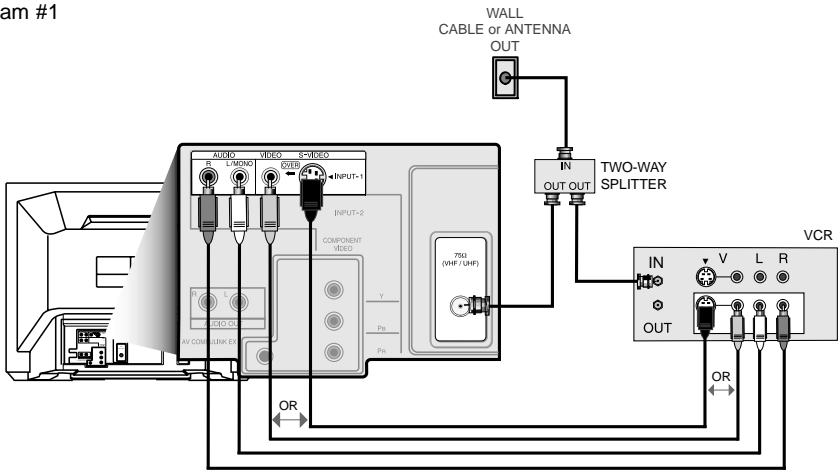 am #1
WALL
CABLE or ANTENNA
OUT
AUDIO VIDEO S-VIDEO
R L/MONO OVER
INPUT-1
INPUT-2
COMPONENT
VIDEO
75Ω
(VHF / UHF)
Y
PB
PR
R L
AUDIO OUT
AV COMPULINK EX
IN
OUT OUT
TWO-WAY
SPLITTER
VCR
IN V L R
OUT
OR
OR